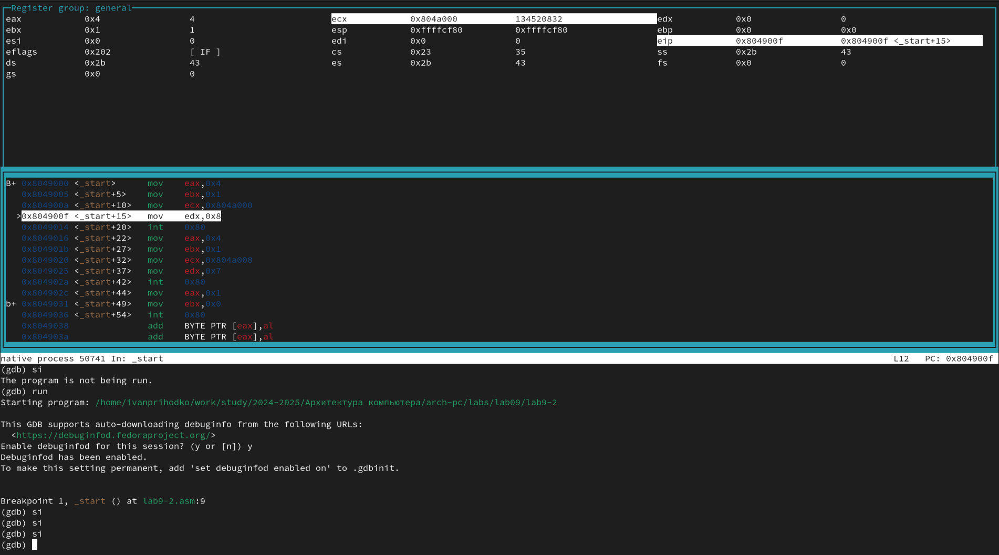 Register group: general
eax 0x4 4 ecx 0x804a000 134520832 edx 0x0 0
ebx 0x1 1 esp 0xffffcf80 0xffffcf80 ebp 0x0 0x0
esi 0x0 0 edi 0x0 0 eip 0x804900f 0x804900f <_start+15>
eflags 0x202 [ IF ] cs 0x23 35 ss 0x2b 43
ds 0x2b 43 es 0x2b 43 fs 0x0 0
gs 0x0 0
B+ 0x8049000 <_start> mov eax,0x4
0x8049005 <_start+5> mov ebx,0x1
0x804900a <_start+10> mov ecx,0x804a000
>0x804900f <_start+15> mov edx,0x8
0x8049014 <_start+20> int 0x80
0x8049016 <_start+22> mov eax,0x4
0x804901b <_start+27> mov ebx,0x1
0x8049020 <_start+32> mov ecx,0x804a008
0x8049025 <_start+37> mov edx,0x7
0x804902a <_start+42> int 0x80
0x804902c <_start+44> mov eax,0x1
b+ 0x8049031 <_start+49> mov ebx,0x0
0x8049036 <_start+54> int 0x80
0x8049038 add BYTE PTR [eax],al
0x804903a add BYTE PTR [eax],al
native process 50741 In: _start L12 PC: 0x804900f
(gdb) si
The program is not being run.
(gdb) run
Starting program: /home/ivanprihodko/work/study/2024-2025/Архитектура компьютера/arch-pc/labs/lab09/lab9-2
This GDB supports auto-downloading debuginfo from the following URLs:
<https://debuginfod.fedoraproject.org/>
Enable debuginfod for this session? (y or [n]) y
Debuginfod has been enabled.
To make this setting permanent, add 'set debuginfod enabled on' to .gdbinit.
Breakpoint 1, _start () at lab9-2.asm:9
(gdb) si
(gdb) si
(gdb) si
(gdb)